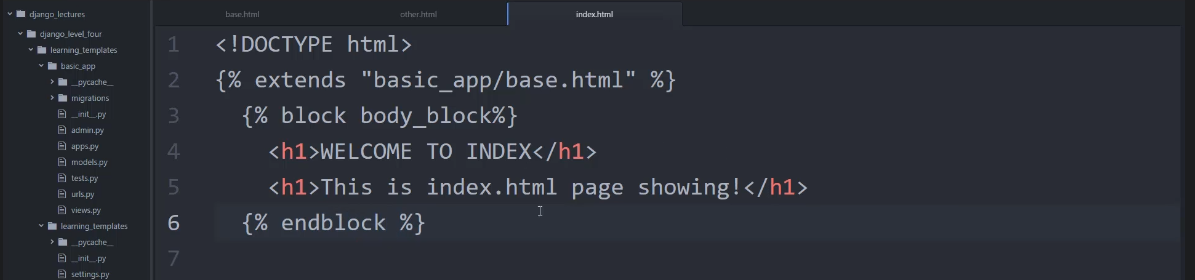 django_lectures
django_level_four
learning_templates
basic_app
__pycache__
migrations
__init__.py
admin.py
apps.py
models.py
tests.py
urls.py
views.py
learning_templates
__pycache__
__init__.py
settings.py
base.html other.html index.html
1 <!DOCTYPE html>
2 {% extends "basic_app/base.html" %}
3 {% block body_block%}
4 <h1>WELCOME TO INDEX</h1>
5 <h1>This is index.html page showing!</h1>
6 {% endblock %}
7